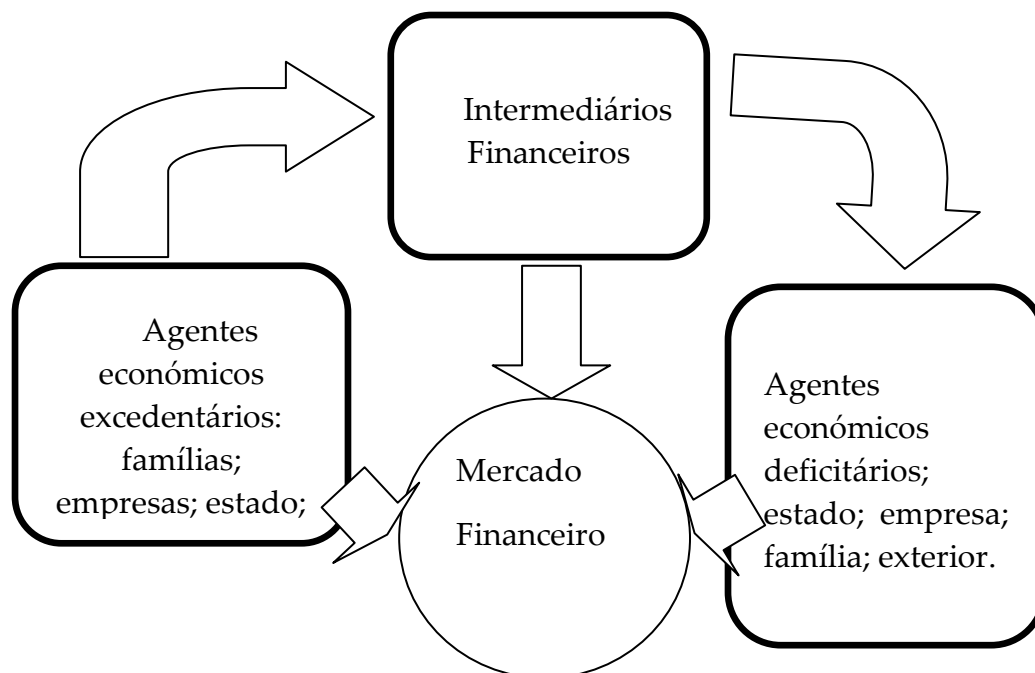 Intermediários
Financeiros
Agentes
económicos
excedentários:
famílias;
empresas; estado;
Mercado
Financeiro
Agentes
económicos
deficitários;
estado; empresa;
família; exterior.